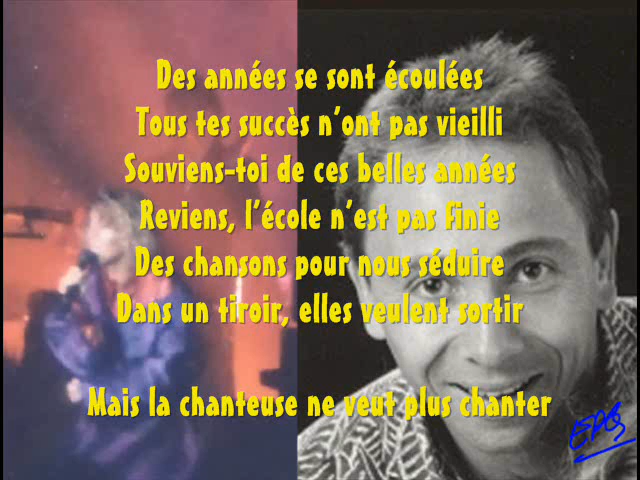 Des années se sont écoulées
Tous tes succès n'ont pas vieilli
Souviens-toi de ces belles années
Reviens, l'école n'est pas finie
Des chansons pour nous séduire
Dans un tiroir, elles veulent sortir
Mais la chanteuse ne veut plus chanter